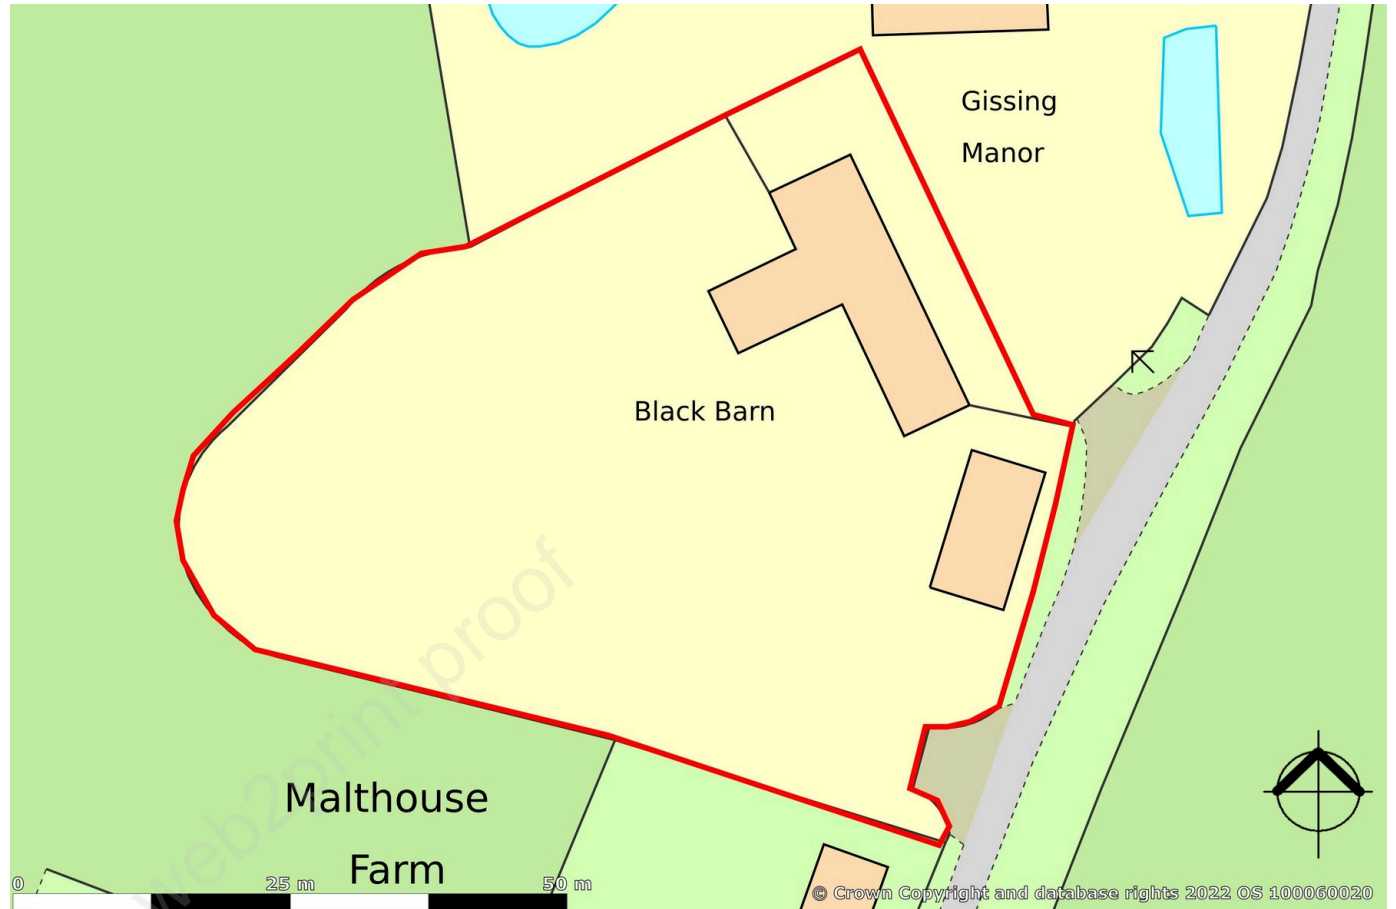 Gissing
Manor
Black Barn
Malthouse
Farm
web2print proof
0 25 m 50 m
© Crown Copyright and database rights 2022 OS 100060020